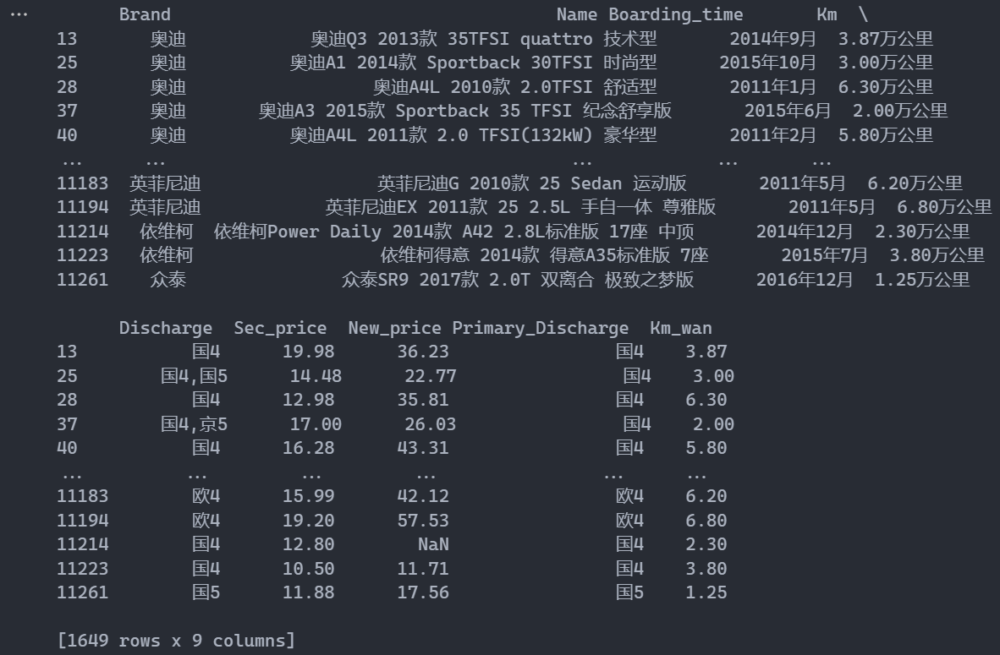 ... Brand Name Boarding_time Km \
13 奥迪 奥迪Q3 2013款 35TFSI quattro 技术型 2014年9月 3.87万公里
25 奥迪 奥迪A1 2014款 Sportback 30TFSI 时尚型 2015年10月 3.00万公里
28 奥迪 奥迪A4L 2010款 2.0TFSI 舒适型 2011年1月 6.30万公里
37 奥迪 奥迪A3 2015款 Sportback 35 TFSI 纪念舒享版 2015年6月 2.00万公里
40 奥迪 奥迪A4L 2011款 2.0 TFSI(132kW) 豪华型 2011年2月 5.80万公里
... ... ... ... ...
11183 英菲尼迪 英菲尼迪G 2010款 25 Sedan 运动版 2011年5月 6.20万公里
11194 英菲尼迪 英菲尼迪EX 2011款 25 2.5L 手自一体 尊雅版 2011年5月 6.80万公里
11214 依维柯 依维柯Power Daily 2014款 A42 2.8L标准版 17座 中顶 2014年12月 2.30万公里
11223 依维柯 依维柯得意 2014款 得意A35标准版 7座 2015年7月 3.80万公里
11261 众泰 众泰SR9 2017款 2.0T 双离合 极致之梦版 2016年12月 1.25万公里
Discharge Sec_price New_price Primary_Discharge Km_wan
13 国4 19.98 36.23 国4 3.87
25 国4,国5 14.48 22.77 国4 3.00
28 国4 12.98 35.81 国4 6.30
37 国4,京5 17.00 26.03 国4 2.00
40 国4 16.28 43.31 国4 5.80
... ... ... ... ... ...
11183 欧4 15.99 42.12 欧4 6.20
11194 欧4 19.20 57.53 欧4 6.80
11214 国4 12.80 NaN 国4 2.30
11223 国4 10.50 11.71 国4 3.80
11261 国5 11.88 17.56 国5 1.25
[1649 rows x 9 columns]